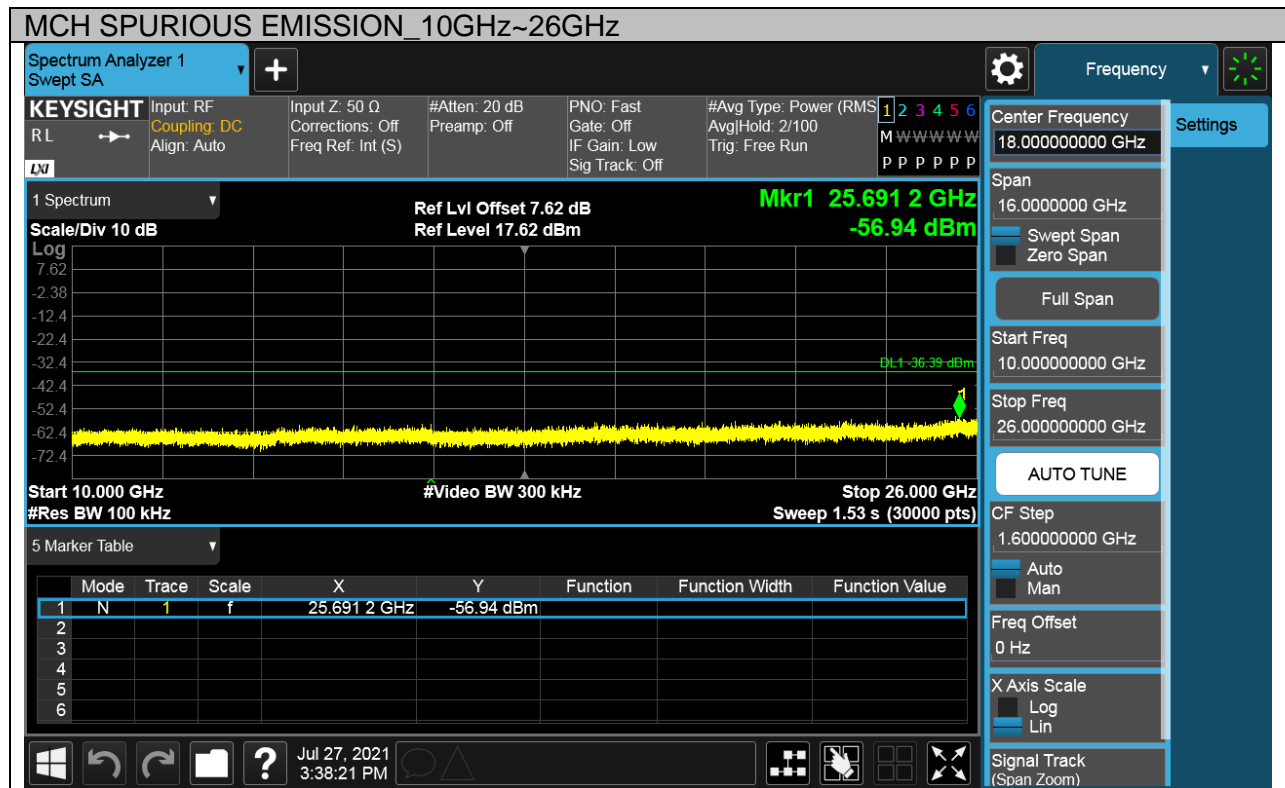 MCH SPURIOUS EMISSION_10GHz~26GHz
Spectrum Analyzer 1
Swept SA
Frequency
KEYSIGHT
RL
LXI
Input: RF
Coupling: DC
Align: Auto
Input Z: 50 Ω
Corrections: Off
Freq Ref: Int (S)
#Atten: 20 dB
Preamp: Off
PNO: Fast
Gate: Off
IF Gain: Low
Sig Track: Off
#Avg Type: Power (RMS
Avg|Hold: 2/100
Trig: Free Run
1 2 3 4 5 6
M W W W W W
P P P P P P
1 Spectrum
Scale/Div 10 dB
Ref Lvl Offset 7.62 dB
Ref Level 17.62 dBm
Mkr1 25.691 2 GHz
-56.94 dBm
Log
7.62
-2.38
-12.4
-22.4
-32.4
-42.4
-52.4
-62.4
-72.4
DL1 -36.39 dBm
1
Start 10.000 GHz
#Video BW 300 kHz
Stop 26.000 GHz
#Res BW 100 kHz
Sweep 1.53 s (30000 pts)
5 Marker Table
Mode Trace Scale X Y Function Function Width Function Value
1 N 1 f 25.691 2 GHz -56.94 dBm
2
3
4
5
6
Jul 27, 2021
3:38:21 PM
Center Frequency
18.000000000 GHz
Settings
Span
16.0000000 GHz
Swept Span
Zero Span
Full Span
Start Freq
10.000000000 GHz
Stop Freq
26.000000000 GHz
AUTO TUNE
CF Step
1.600000000 GHz
Auto
Man
Freq Offset
0 Hz
X Axis Scale
Log
Lin
Signal Track
(Span Zoom)